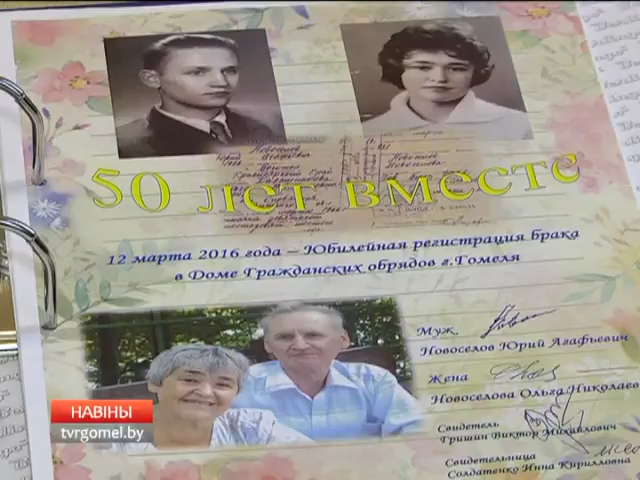 50 лет вместе
12 марта 2016 года – Юбилейная регистрация Брака
в Доме Гражданских обрядов г.Гомеля
Муж
Новоселов Юрий Агафьевич
Жена
Новоселова Ольга Николаев
Свидетель
Гришин Виктор Михайлович
Свидетельница
Солдатенко Инна Кирилловна
НАВІНЫ
tvrgomel.by